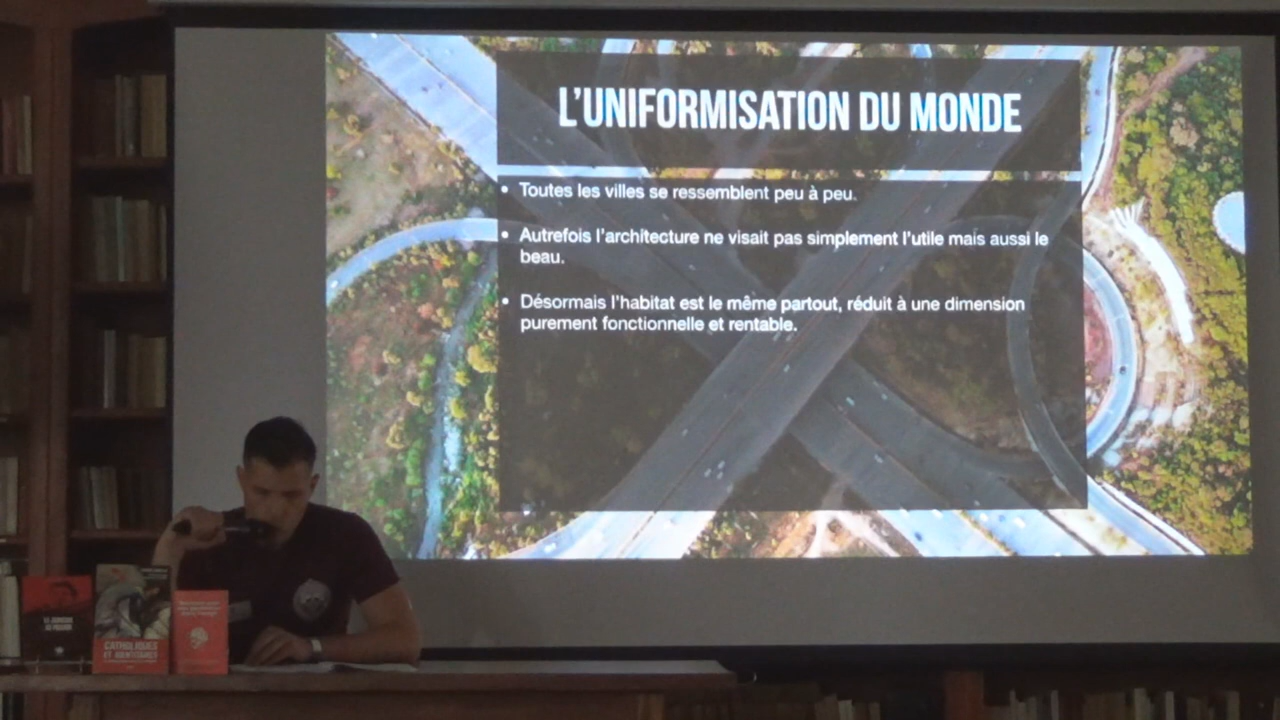 L'UNIFORMISATION DU MONDE
• Toutes les villes se ressemblent peu à peu.
• Autrefois l'architecture ne visait pas simplement l'utile mais aussi le
beau.
• Désormais l'habitat est le même partout, réduit à une dimension
purement fonctionnelle et rentable.
CATHOLIQUES
ET IDENTITAIRES